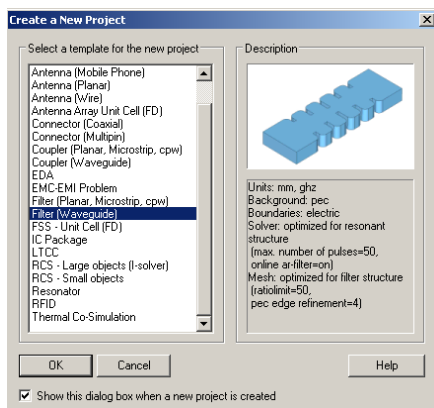 Create a New Project
Select a template for the new project
Antenna (Mobile Phone)
Antenna (Planar)
Antenna (Wire)
Antenna Array Unit Cell (FD)
Connector (Coaxial)
Connector (Multipin)
Coupler (Planar, Microstrip, cpw)
Coupler (Waveguide)
EDA
EMC-EMI Problem
Filter (Planar, Microstrip, cpw)
Filter (Waveguide)
FSS - Unit Cell (FD)
IC Package
LTCC
RCS - Large objects (I-solver)
RCS - Small objects
Resonator
RFID
Thermal Co-Simulation
Description
Units: mm, ghz
Background: pec
Boundaries: electric
Solver: optimized for resonant
structure
(max. number of pulses=50,
online ar-filter=on)
Mesh: optimized for filter structure
(ratiolimit=50,
pec edge refinement=4)
OK
Cancel
Help
Show this dialog box when a new project is created